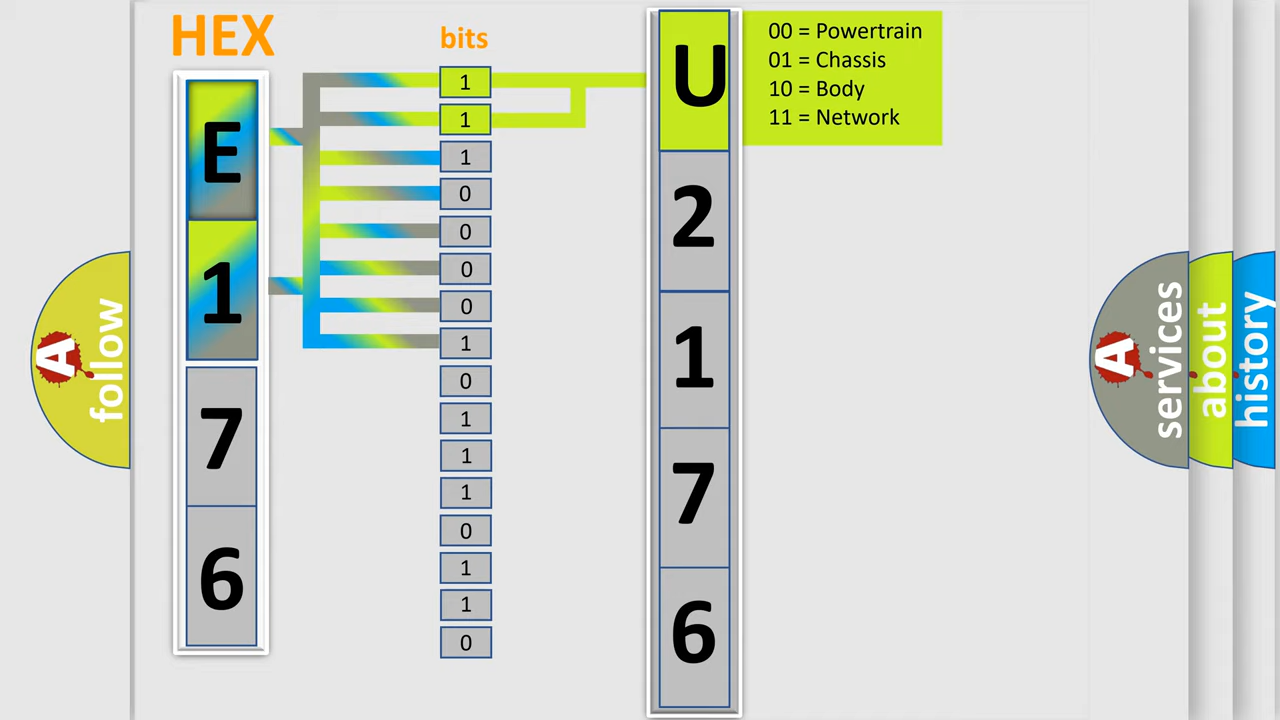 HEX
bits
E
1
7
6
1
1
1
0
0
0
0
1
0
1
1
1
0
1
1
0
U
2
1
7
6
00 = Powertrain
01 = Chassis
10 = Body
11 = Network
A
follow
A
services
about
history